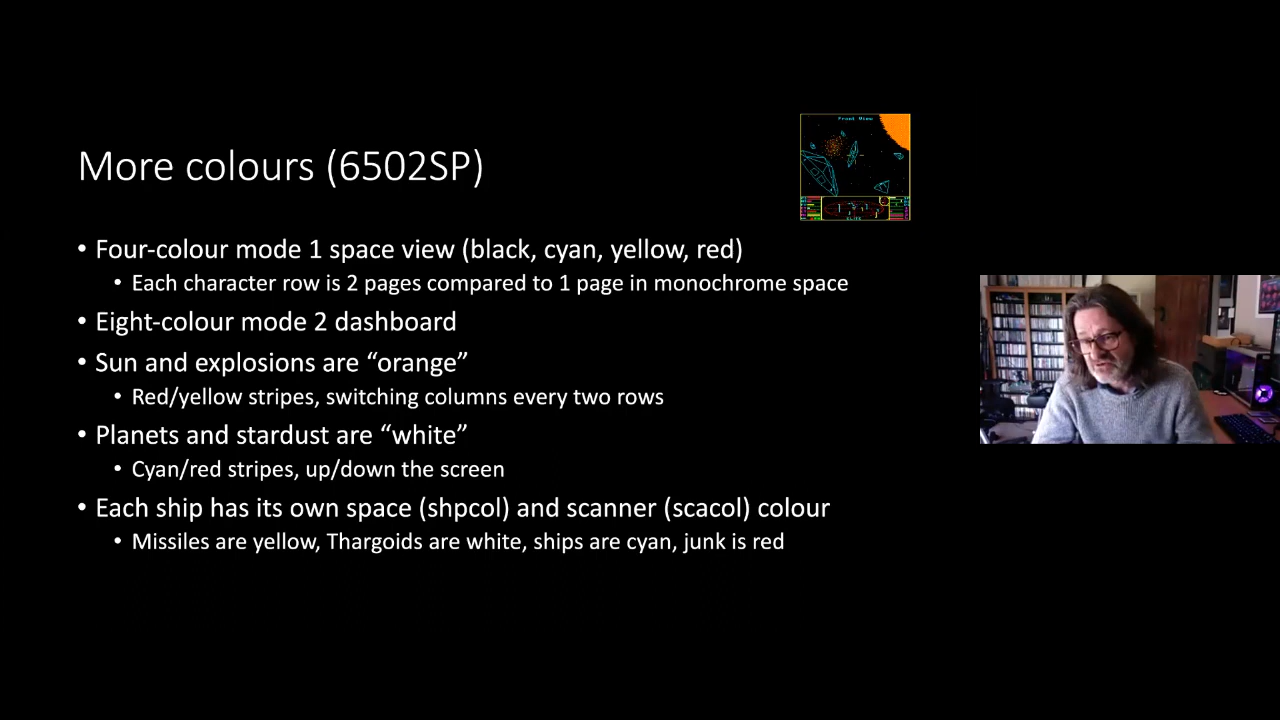 More colours (6502SP)
Front View
• Four-colour mode 1 space view (black, cyan, yellow, red)
• Each character row is 2 pages compared to 1 page in monochrome space
• Eight-colour mode 2 dashboard
• Sun and explosions are “orange”
• Red/yellow stripes, switching columns every two rows
• Planets and stardust are “white”
• Cyan/red stripes, up/down the screen
• Each ship has its own space (shpcol) and scanner (scacol) colour
• Missiles are yellow, Thargoids are white, ships are cyan, junk is red